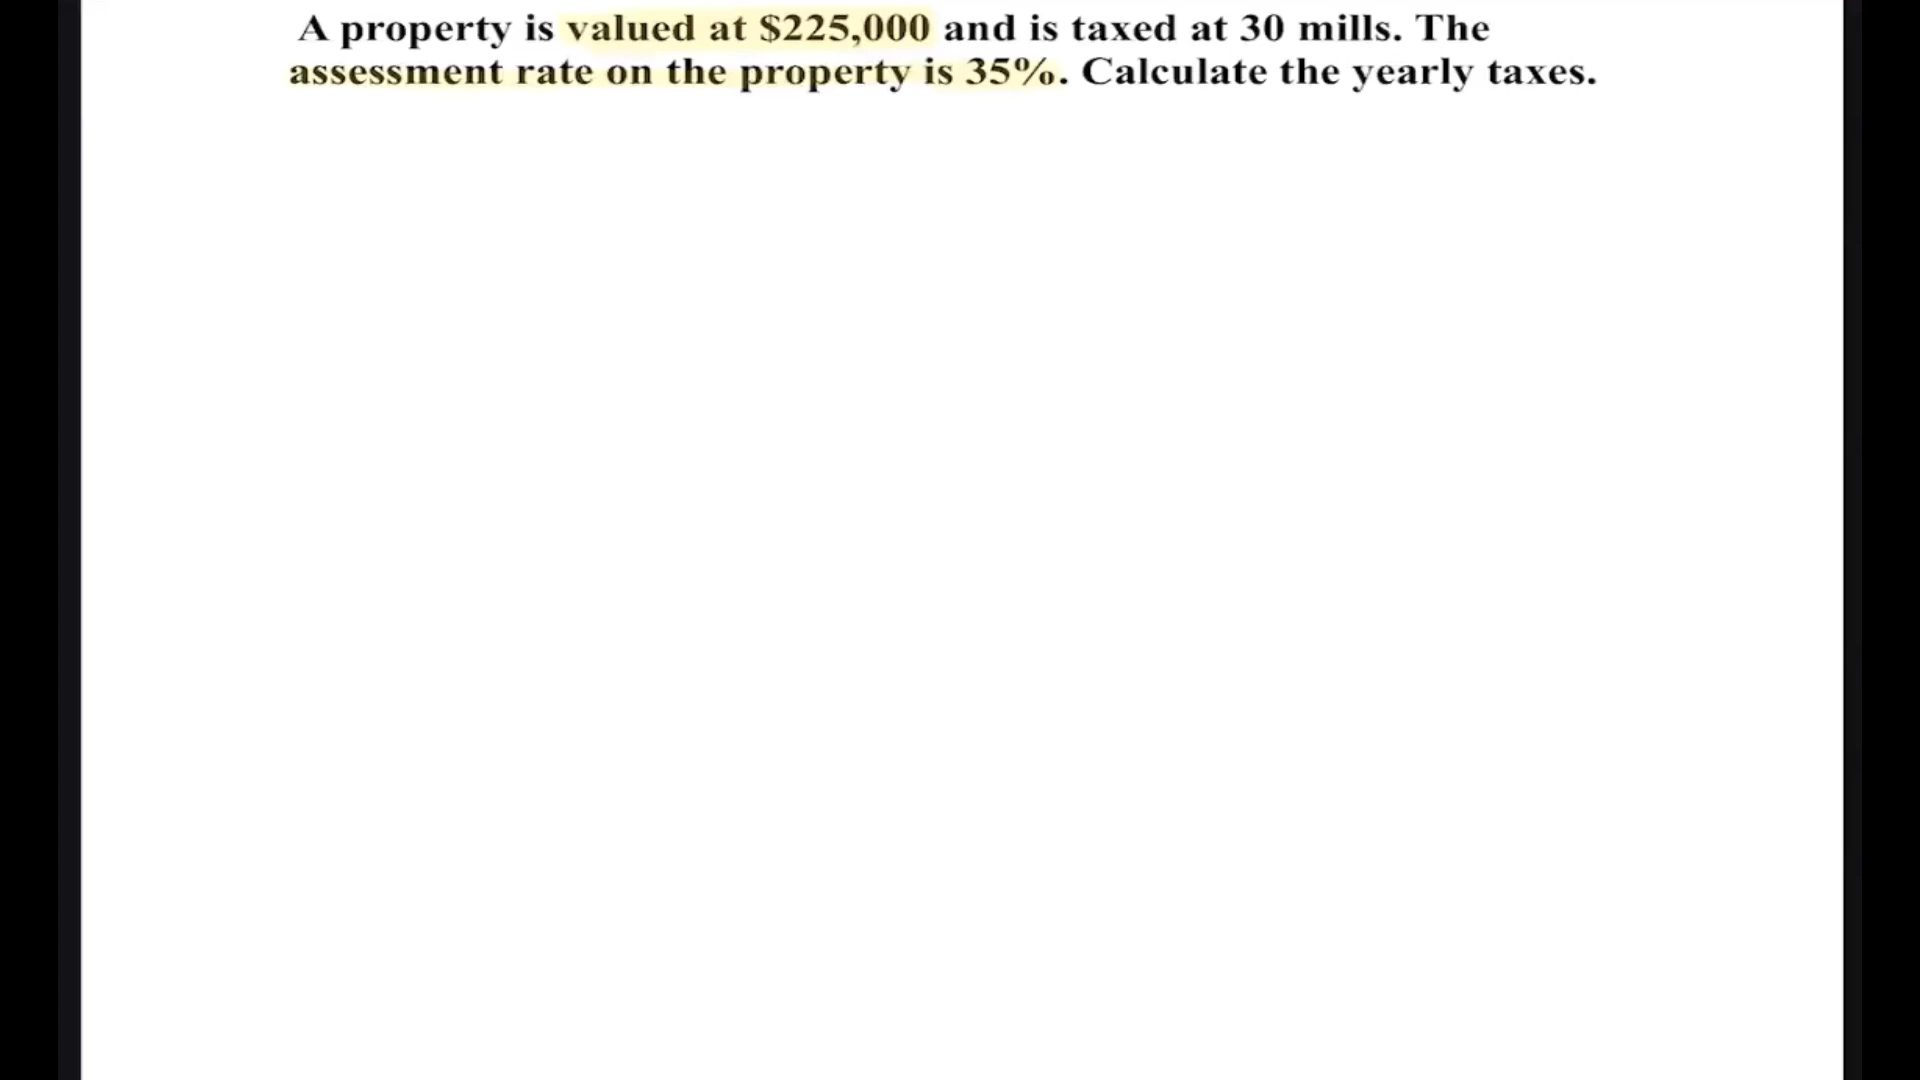 A property is valued at $225,000 and is taxed at 30 mills. The
assessment rate on the property is 35%. Calculate the yearly taxes.